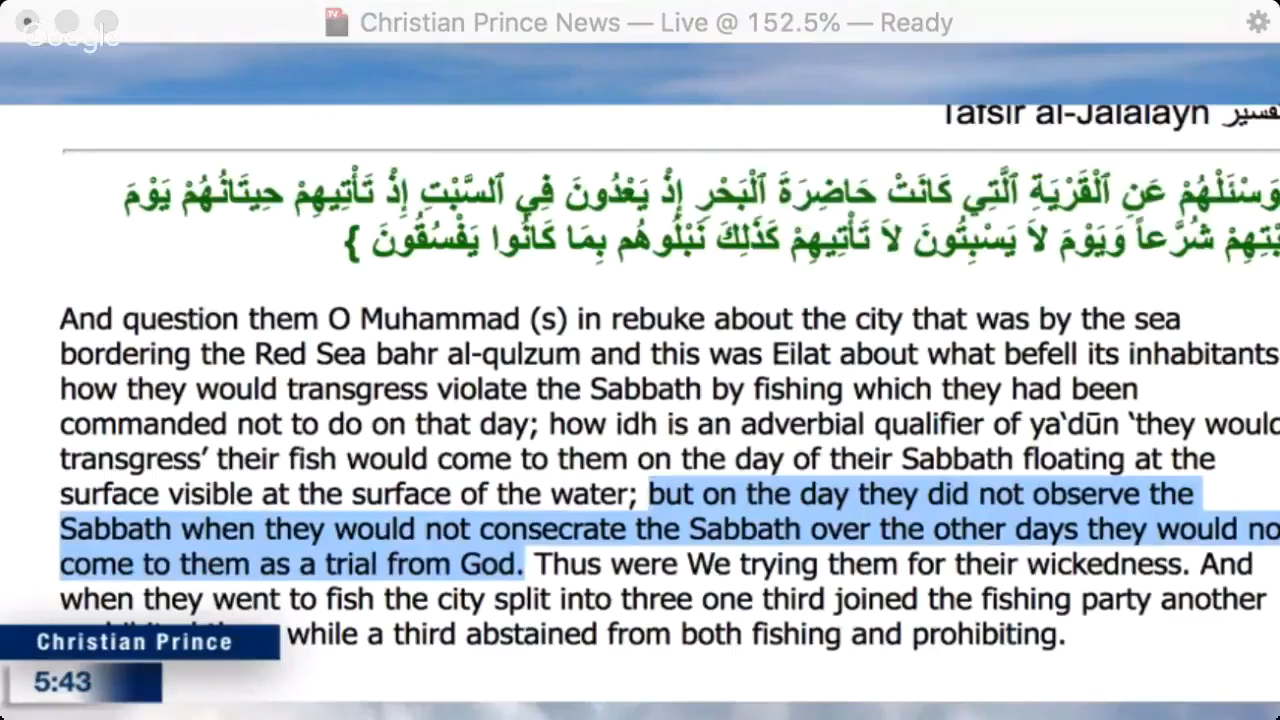 Google
Christian Prince News — Live @ 152.5% — Ready
Tafsir al-Jalalayn
وَسْئَلْهُمْ عَنِ ٱلْقَرْيَةِ ٱلَّتِي كَانَتْ حَاضِرَةَ ٱلْبَحْرِ إِذْ يَعْدُونَ فِي ٱلسَّبْتِ إِذْ تَأْتِيهِمْ حِيتَانُهُمْ يَوْمَ
شُرَّعاً وَيَوْمَ لاَ يَسْبِتُونَ لاَ تَأْتِيهِمْ كَذَلِكَ نَبْلُوهُم بِمَا كَانُوا يَفْسُقُونَ }
And question them O Muhammad (s) in rebuke about the city that was by the sea
bordering the Red Sea bahr al-qulzum and this was Eilat about what befell its inhabitants
how they would transgress violate the Sabbath by fishing which they had been
commanded not to do on that day; how idh is an adverbial qualifier of ya‘dūn ‘they would
transgress’ their fish would come to them on the day of their Sabbath floating at the
surface visible at the surface of the water; but on the day they did not observe the
Sabbath when they would not consecrate the Sabbath over the other days they would no
come to them as a trial from God. Thus were We trying them for their wickedness. And
when they went to fish the city split into three one third joined the fishing party another
while a third abstained from both fishing and prohibiting.
Christian Prince
5:43